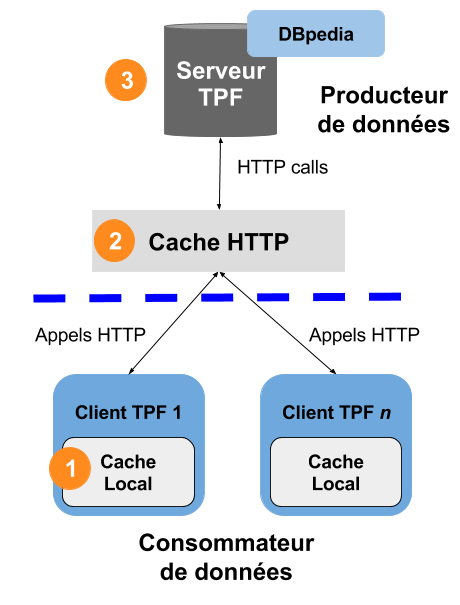 DBpedia
3
Serveur
TPF
Producteur
de données
HTTP calls
2
Cache HTTP
Appels HTTP
Appels HTTP
Client TPF 1
Client TPF n
1
Cache
Local
Cache
Local
Consommateur
de données